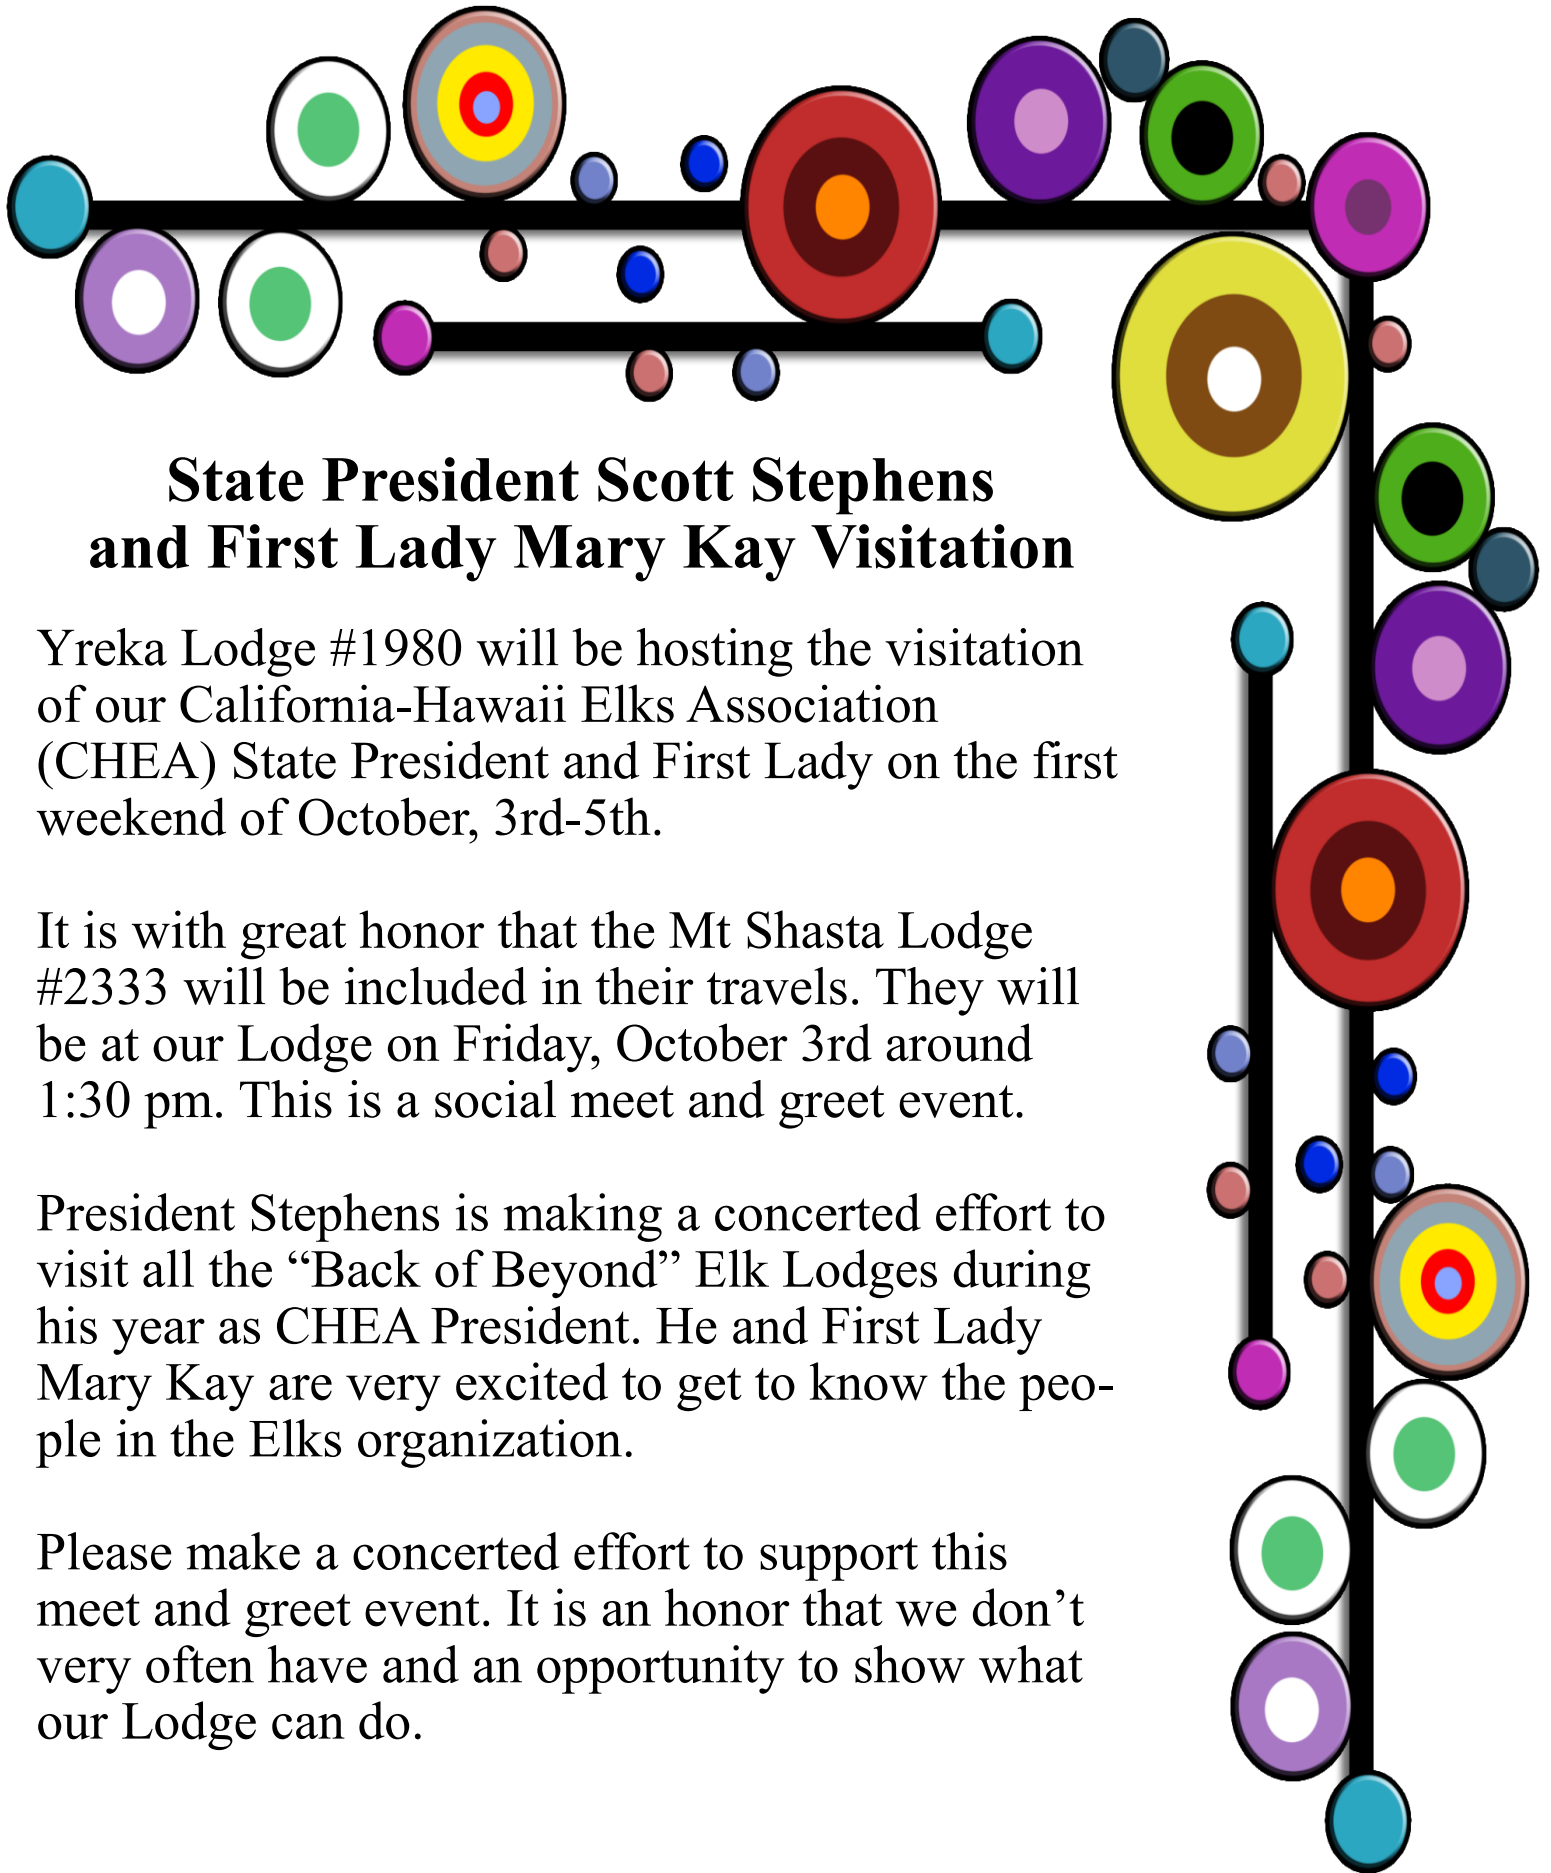 State President Scott Stephens
and First Lady Mary Kay Visitation
Yreka Lodge #1980 will be hosting the visitation
of our California-Hawaii Elks Association
(CHEA) State President and First Lady on the first
weekend of October, 3rd-5th.
It is with great honor that the Mt Shasta Lodge
#2333 will be included in their travels. They will
be at our Lodge on Friday, October 3rd around
1:30 pm. This is a social meet and greet event.
President Stephens is making a concerted effort to
visit all the “Back of Beyond” Elk Lodges during
his year as CHEA President. He and First Lady
Mary Kay are very excited to get to know the peo-
ple in the Elks organization.
Please make a concerted effort to support this
meet and greet event. It is an honor that we don’t
very often have and an opportunity to show what
our Lodge can do.